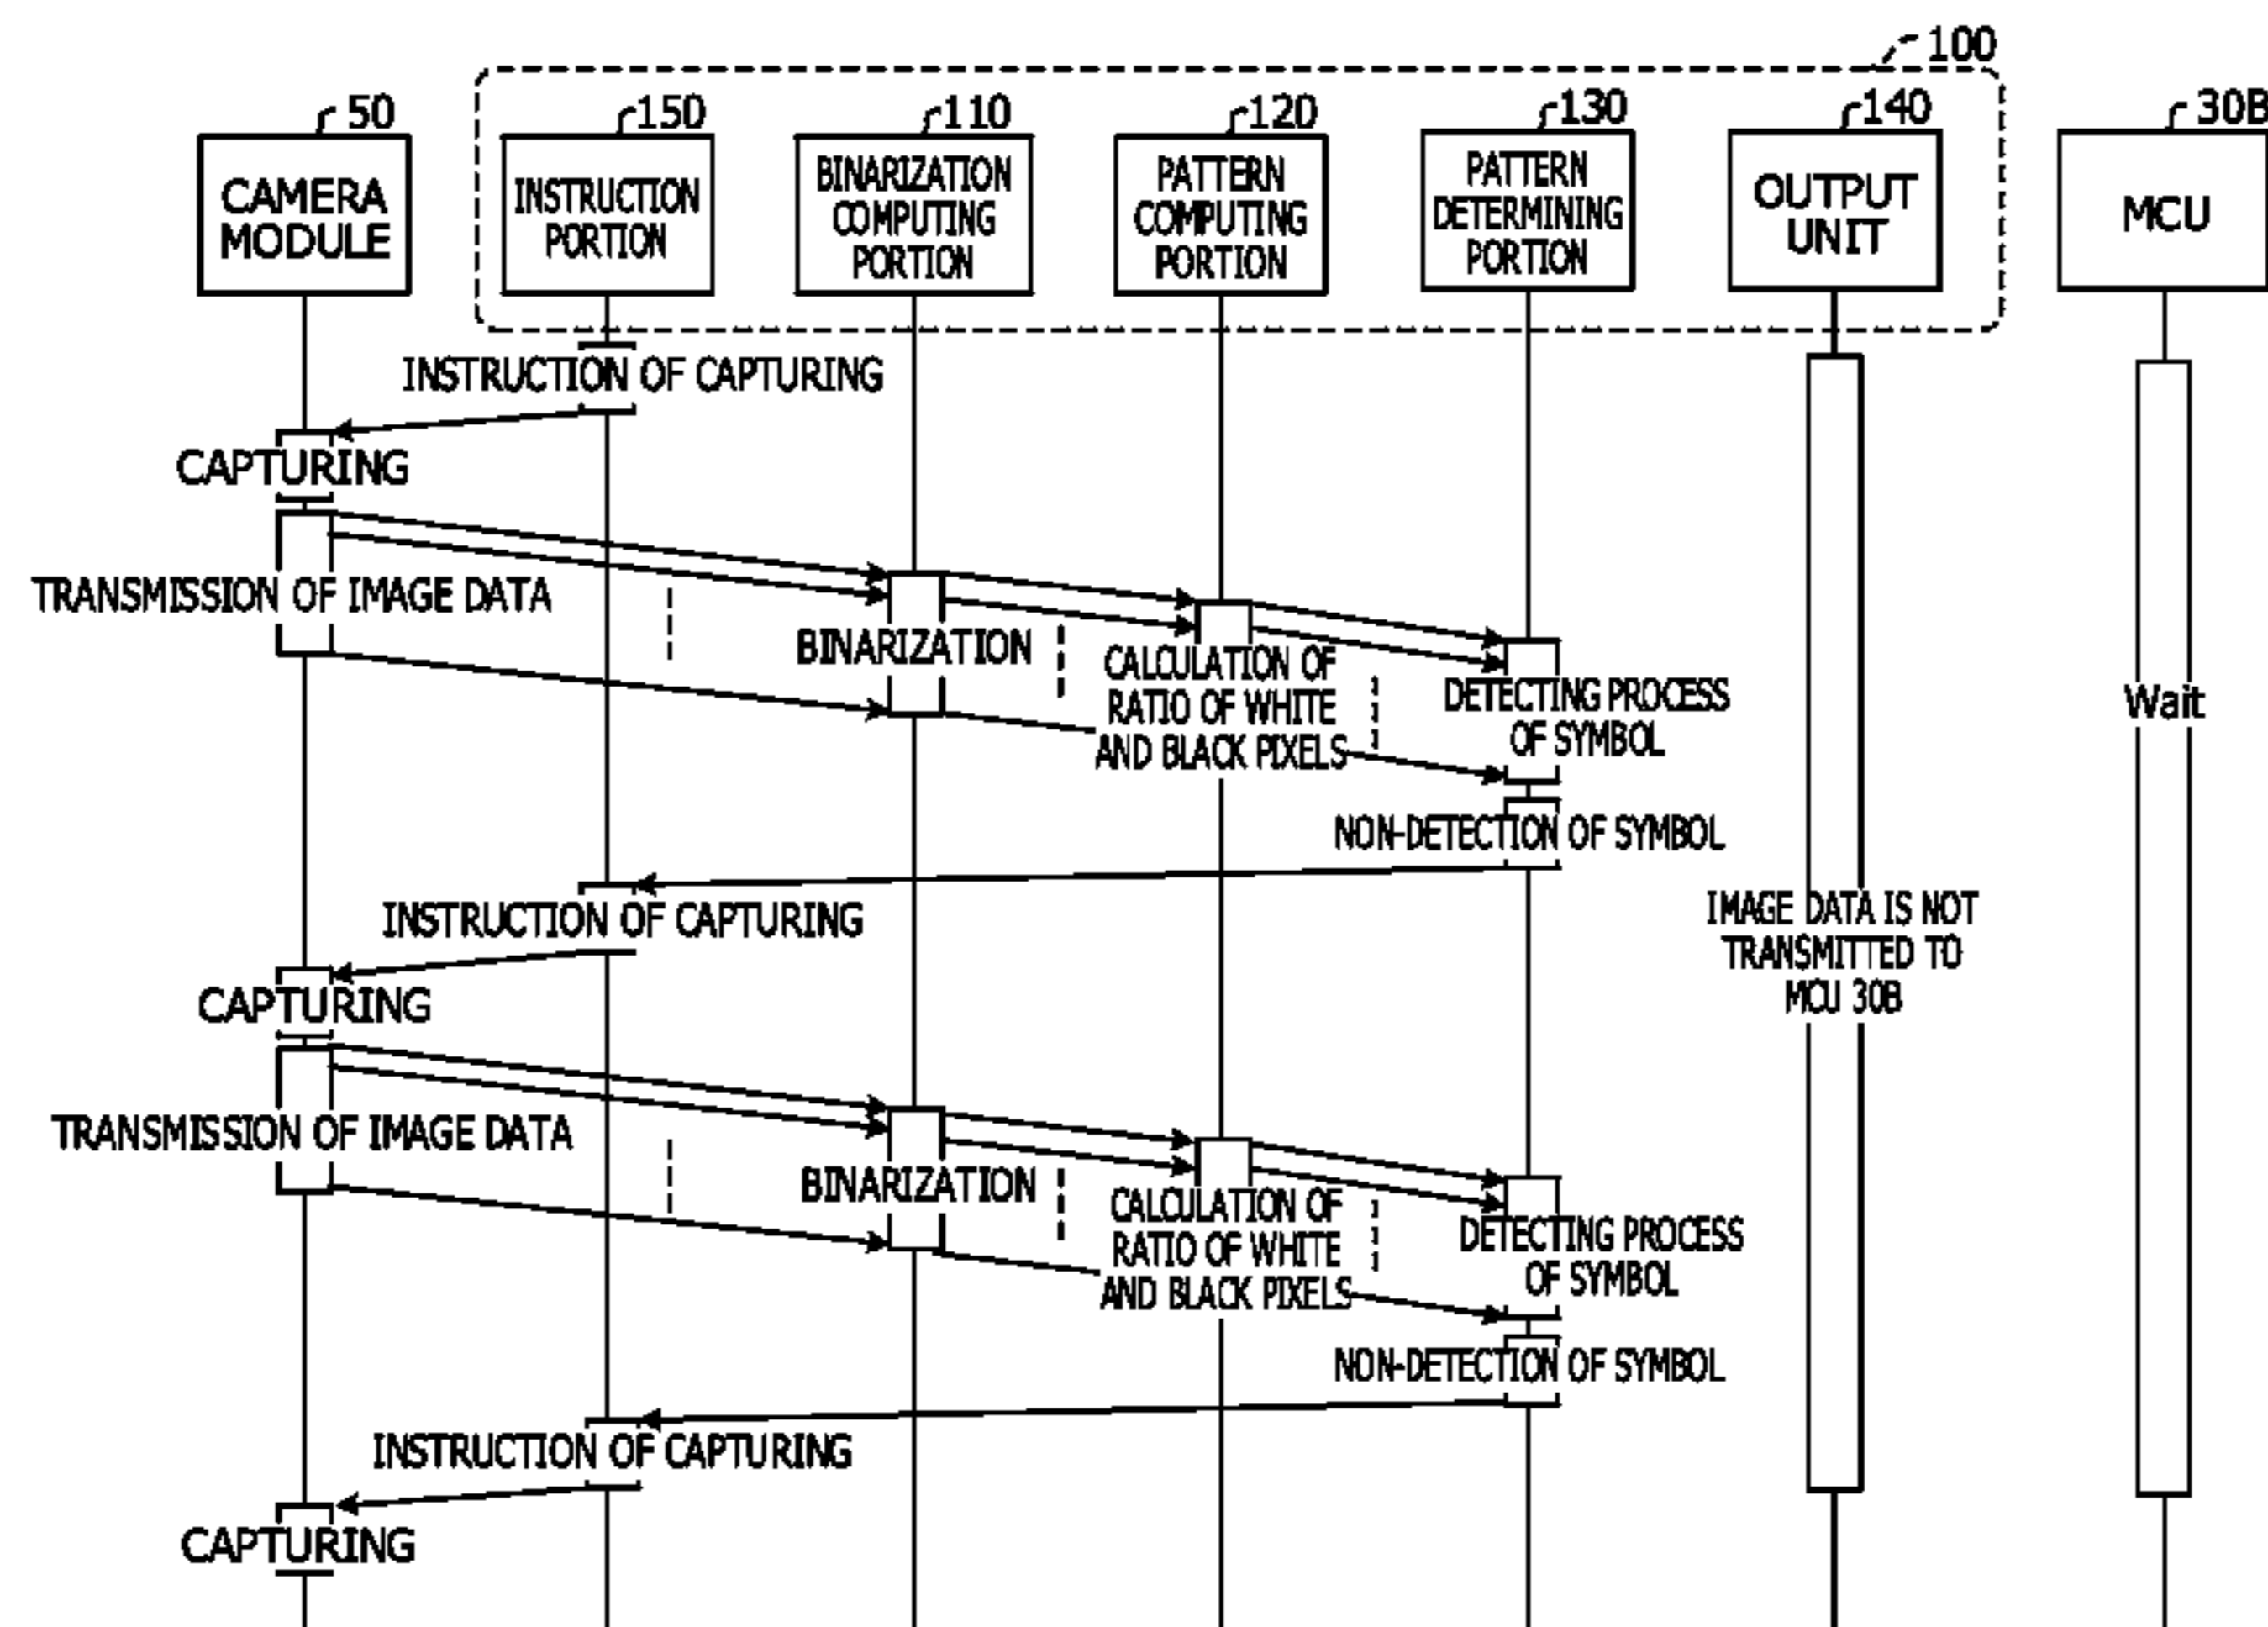 100
50
150
110
120
130
140
30B
CAMERA
MODULE
INSTRUCTION
PORTION
BINARIZATION
COMPUTING
PORTION
PATTERN
COMPUTING
PORTION
PATTERN
DETERMINING
PORTION
OUTPUT
UNIT
MCU
INSTRUCTION OF CAPTURING
CAPTURING
TRANSMISSION OF IMAGE DATA
BINARIZATION
CALCULATION OF
RATIO OF WHITE
AND BLACK PIXELS
DETECTING PROCESS
OF SYMBOL
Wait
NON-DETECTION OF SYMBOL
INSTRUCTION OF CAPTURING
IMAGE DATA IS NOT
TRANSMITTED TO
MCU 30B
CAPTURING
TRANSMISSION OF IMAGE DATA
BINARIZATION
CALCULATION OF
RATIO OF WHITE
AND BLACK PIXELS
DETECTING PROCESS
OF SYMBOL
NON-DETECTION OF SYMBOL
INSTRUCTION OF CAPTURING
CAPTURING